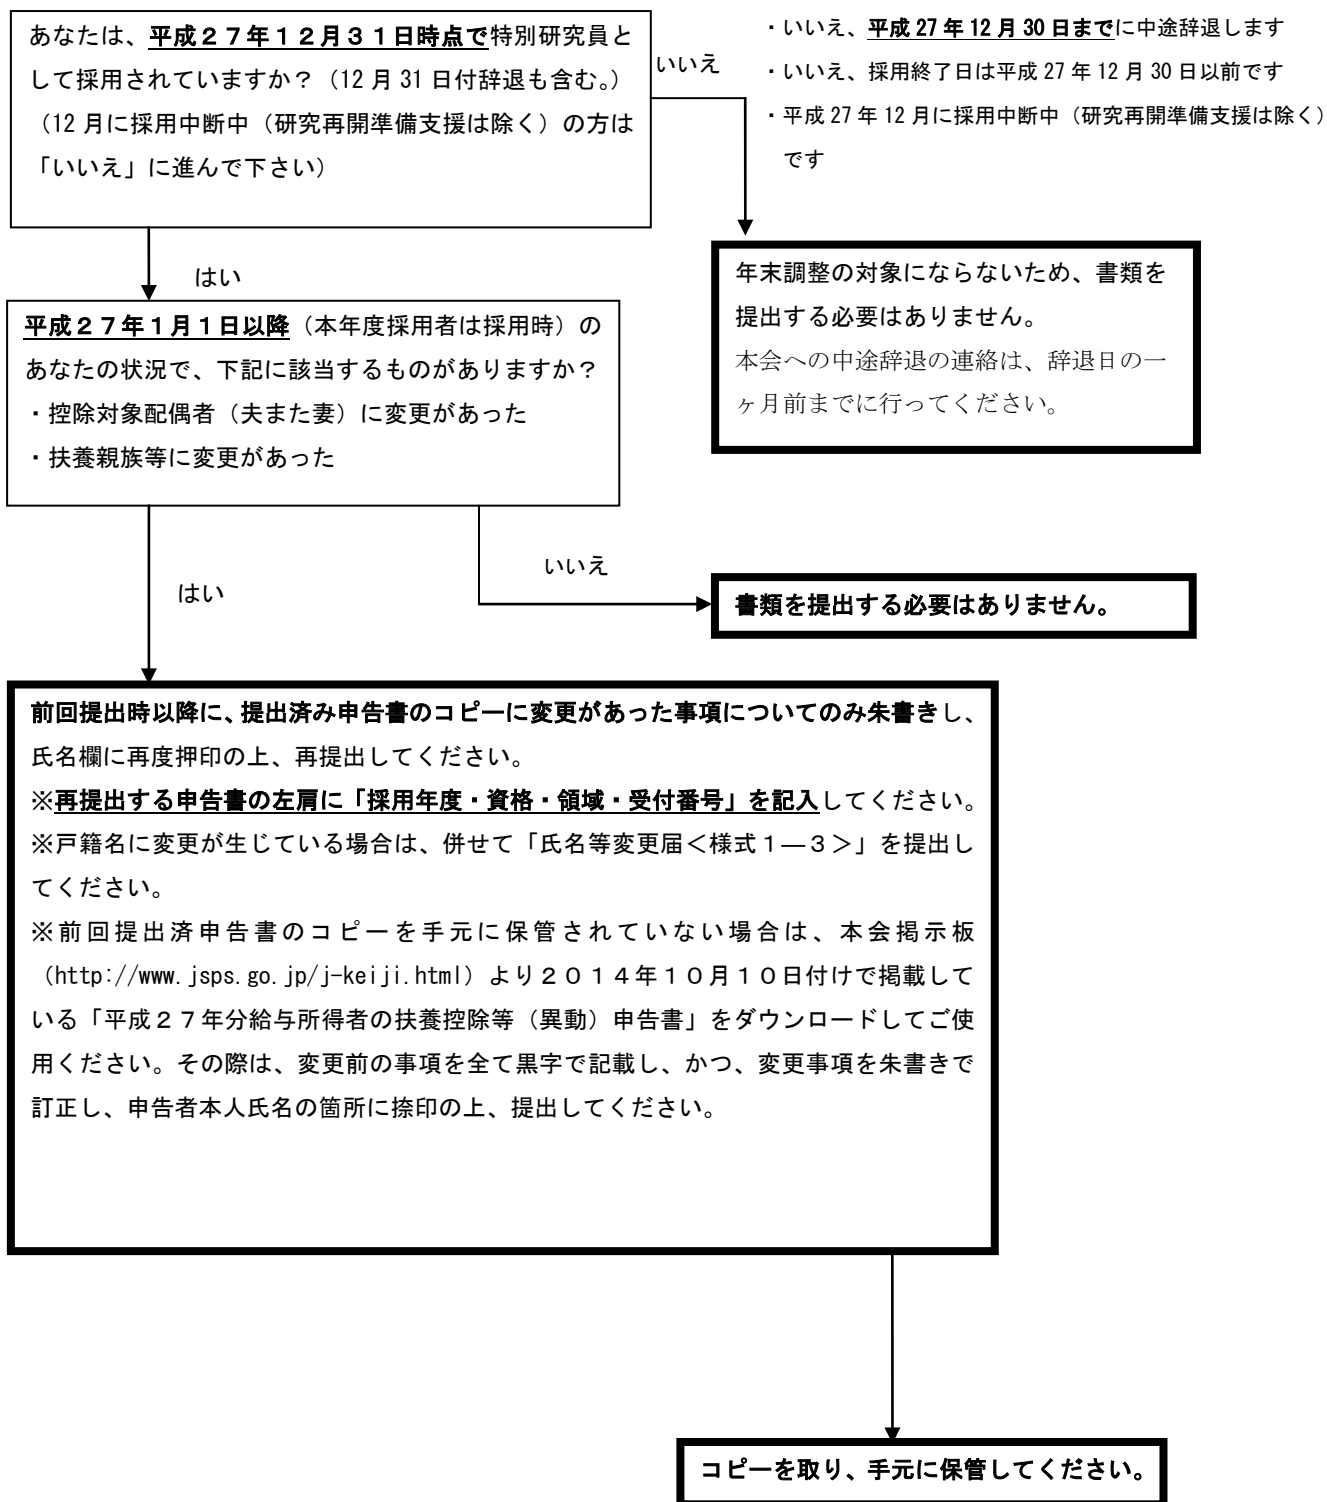 あなたは、平成２７年１２月３１日時点で特別研究員と
して採用されていますか？（12 月 31 日付辞退も含む。）
（12 月に採用中断中（研究再開準備支援は除く）の方は
「いいえ」に進んで下さい）
いいえ
・いいえ、平成 27 年 12 月 30 日までに中途辞退します
・いいえ、採用終了日は平成 27 年 12 月 30 日以前です
・平成 27 年 12 月に採用中断中（研究再開準備支援は除く）
です
はい
年末調整の対象にならないため、書類を
提出する必要はありません。
本会への中途辞退の連絡は、辞退日の一
ヶ月前までに行ってください。
平成２７年１月１日以降（本年度採用者は採用時）の
あなたの状況で、下記に該当するものがありますか？
・控除対象配偶者（夫また妻）に変更があった
・扶養親族等に変更があった
いいえ
はい
書類を提出する必要はありません。
前回提出時以降に、提出済み申告書のコピーに変更があった事項についてのみ朱書きし、
氏名欄に再度押印の上、再提出してください。
※再提出する申告書の左肩に「採用年度・資格・領域・受付番号」を記入してください。
※戸籍名に変更が生じている場合は、併せて「氏名等変更届＜様式１―３＞」を提出し
てください。
※前回提出済申告書のコピーを手元に保管されていない場合は、本会掲示板
（http://www.jsps.go.jp/j-keiji.html）より２０１４年１０月１０日付けで掲載して
いる「平成２７年分給与所得者の扶養控除等（異動）申告書」をダウンロードしてご使
用ください。その際は、変更前の事項を全て黒字で記載し、かつ、変更事項を朱書きで
訂正し、申告者本人氏名の箇所に捺印の上、提出してください。
コピーを取り、手元に保管してください。